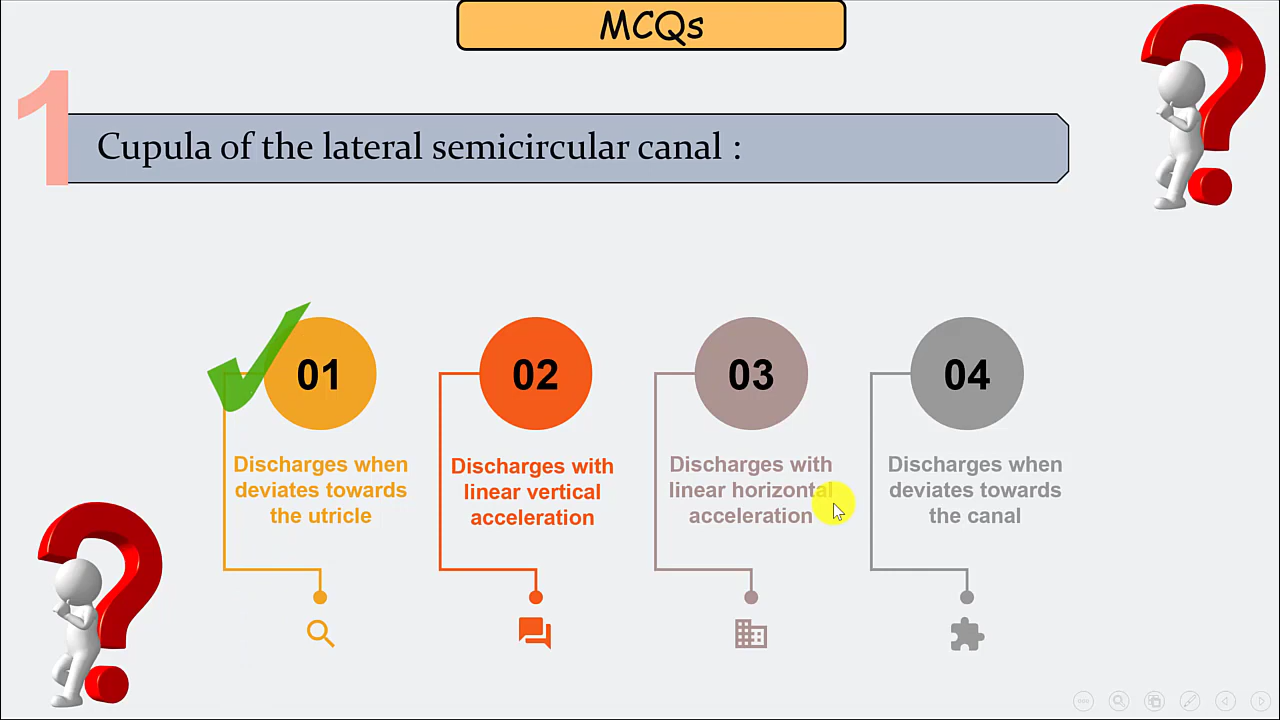 MCQs
1
Cupula of the lateral semicircular canal :
01
Discharges when
deviates towards
the utricle
02
Discharges with
linear vertical
acceleration
03
Discharges with
linear horizontal
acceleration
04
Discharges when
deviates towards
the canal